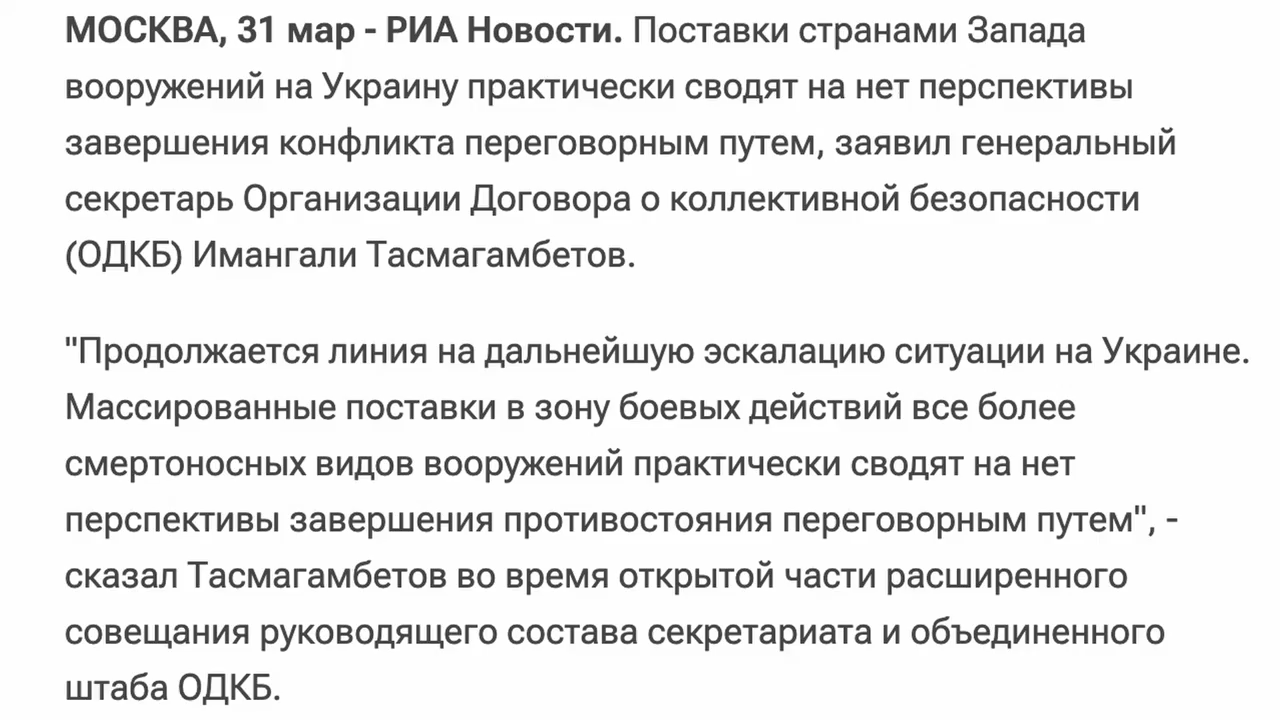 МОСКВА, 31 мар - РИА Новости. Поставки странами Запада
вооружений на Украину практически сводят на нет перспективы
завершения конфликта переговорным путем, заявил генеральный
секретарь Организации Договора о коллективной безопасности
(ОДКБ) Имангали Тасмагамбетов.
"Продолжается линия на дальнейшую эскалацию ситуации на Украине.
Массированные поставки в зону боевых действий все более
смертоносных видов вооружений практически сводят на нет
перспективы завершения противостояния переговорным путем", -
сказал Тасмагамбетов во время открытой части расширенного
совещания руководящего состава секретариата и объединенного
штаба ОДКБ.